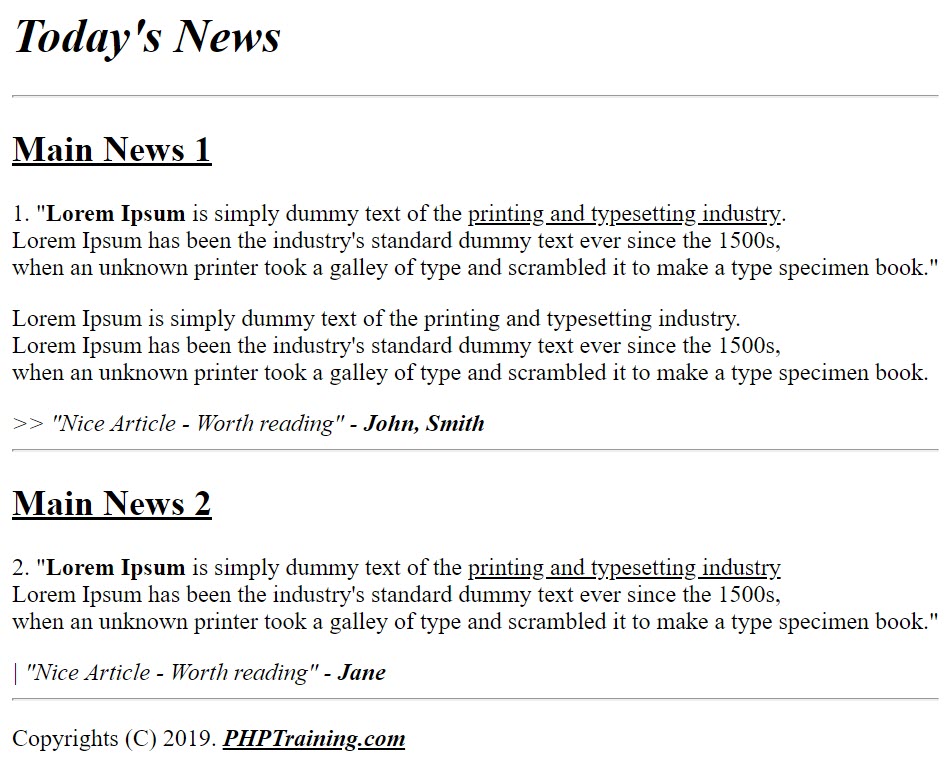 Today's News
Main News 1
1. "Lorem Ipsum is simply dummy text of the printing and typesetting industry.
Lorem Ipsum has been the industry's standard dummy text ever since the 1500s,
when an unknown printer took a galley of type and scrambled it to make a type specimen book."
Lorem Ipsum is simply dummy text of the printing and typesetting industry.
Lorem Ipsum has been the industry's standard dummy text ever since the 1500s,
when an unknown printer took a galley of type and scrambled it to make a type specimen book.
>> "Nice Article - Worth reading" - John, Smith
Main News 2
2. "Lorem Ipsum is simply dummy text of the printing and typesetting industry
Lorem Ipsum has been the industry's standard dummy text ever since the 1500s,
when an unknown printer took a galley of type and scrambled it to make a type specimen book."
| "Nice Article - Worth reading" - Jane
Copyrights (C) 2019. PHPTraining.com